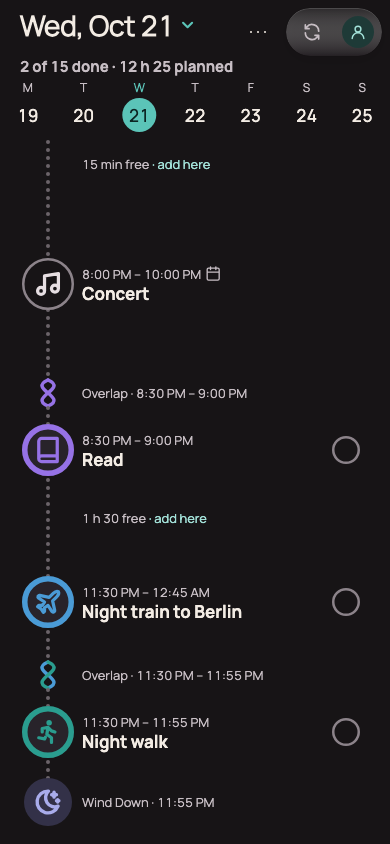 Wed, Oct 21
...
2 of 15 done · 12 h 25 planned
M T W T F S S
19 20 21 22 23 24 25
15 min free · add here
8:00 PM – 10:00 PM
Concert
Overlap · 8:30 PM – 9:00 PM
8:30 PM – 9:00 PM
Read
1 h 30 free · add here
11:30 PM – 12:45 AM
Night train to Berlin
Overlap · 11:30 PM – 11:55 PM
11:30 PM – 11:55 PM
Night walk
Wind Down · 11:55 PM